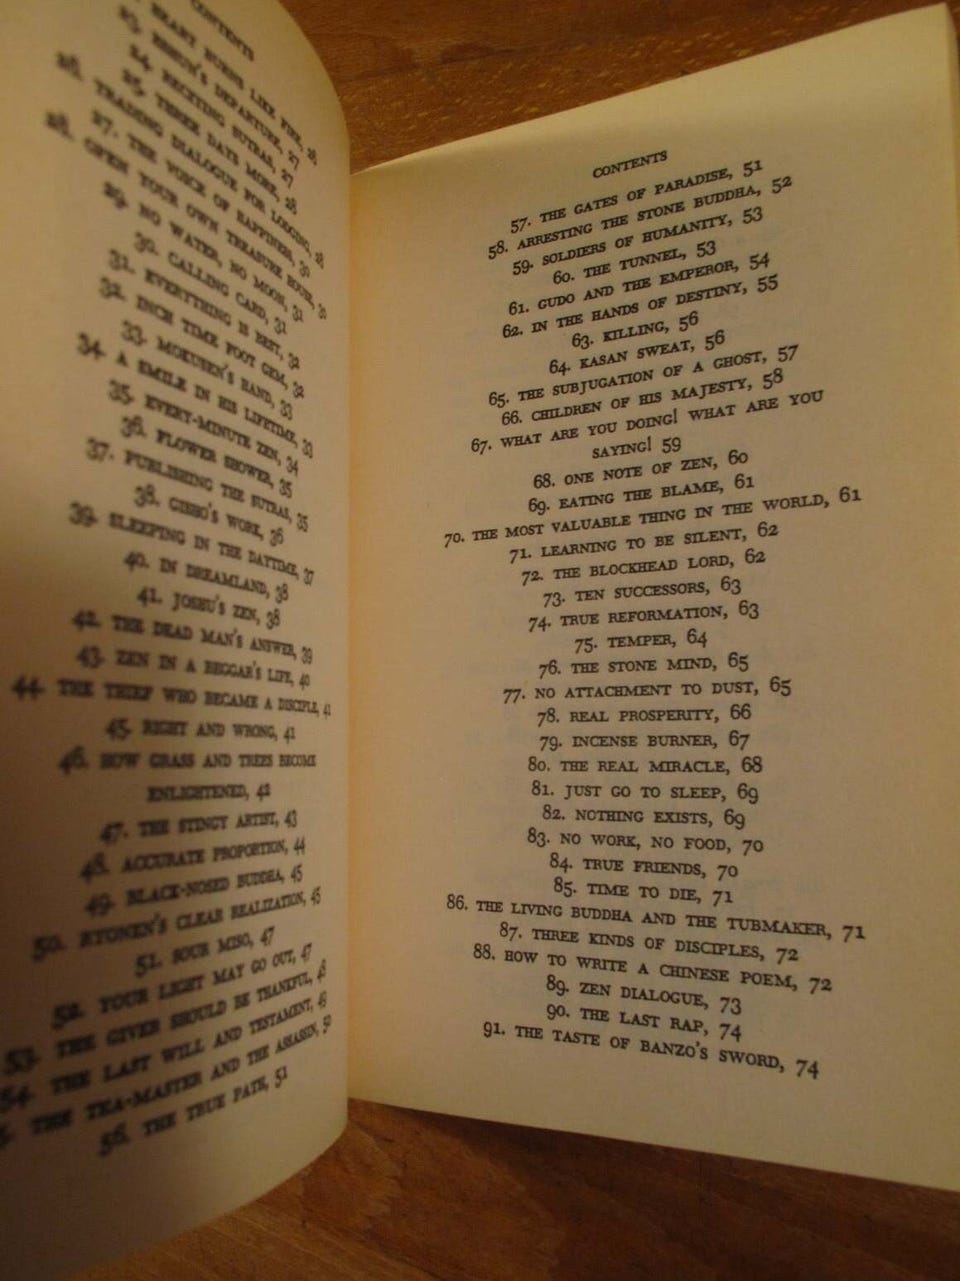 CONTENTS
HEART BURNS LIKE FIRE, 26
23. ESHUN'S DEPARTURE, 27
24. RECITING SUTRAS, 27
25. THREE DAYS MORE, 28
26. TRADING DIALOGUE FOR LODGING, 28
27. THE VOICE OF HAPPINESS, 30
28. OPEN YOUR OWN TREASURE HOUSE, 30
29. NO WATER, NO MOON, 31
30. CALLING CARD, 31
31. EVERYTHING IS BEST, 32
32. INCH TIME FOOT GEM, 32
33. MOKUSEN'S HAND, 33
34. A SMILE IN HIS LIFETIME, 33
35. EVERY-MINUTE ZEN, 34
36. FLOWER SHOWER, 35
37. PUBLISHING THE SUTRAS, 35
38. GISHO'S WORK, 36
39. SLEEPING IN THE DAYTIME, 37
40. IN DREAMLAND, 38
41. JOSHU'S ZEN, 38
42. THE DEAD MAN'S ANSWER, 39
43. ZEN IN A BEGGAR'S LIFE, 40
44. THE THIEF WHO BECAME A DISCIPLE, 41
45. RIGHT AND WRONG, 41
46. HOW GRASS AND TREES BECOME
ENLIGHTENED, 42
47. THE STINGY ARTIST, 43
48. ACCURATE PROPORTION, 44
49. BLACK-NOSED BUDDHA, 45
50. RYONEN'S CLEAR REALIZATION, 45
51. SOUR MISO, 47
52. YOUR LIGHT MAY GO OUT, 47
53. THE GIVER SHOULD BE THANKFUL, 48
54. THE LAST WILL AND TESTAMENT, 49
THE TEA-MASTER AND THE ASSASSIN, 50
56. THE TRUE PATH, 51
CONTENTS
57. THE GATES OF PARADISE, 51
58. ARRESTING THE STONE BUDDHA, 52
59. SOLDIERS OF HUMANITY, 53
60. THE TUNNEL, 53
61. GUDO AND THE EMPEROR, 54
62. IN THE HANDS OF DESTINY, 55
63. KILLING, 56
64. KASAN SWEAT, 56
65. THE SUBJUGATION OF A GHOST, 57
66. CHILDREN OF HIS MAJESTY, 58
67. WHAT ARE YOU DOING! WHAT ARE YOU
SAYING! 59
68. ONE NOTE OF ZEN, 60
69. EATING THE BLAME, 61
70. THE MOST VALUABLE THING IN THE WORLD, 61
71. LEARNING TO BE SILENT, 62
72. THE BLOCKHEAD LORD, 62
73. TEN SUCCESSORS, 63
74. TRUE REFORMATION, 63
75. TEMPER, 64
76. THE STONE MIND, 65
77. NO ATTACHMENT TO DUST, 65
78. REAL PROSPERITY, 66
79. INCENSE BURNER, 67
80. THE REAL MIRACLE, 68
81. JUST GO TO SLEEP, 69
82. NOTHING EXISTS, 69
83. NO WORK, NO FOOD, 70
84. TRUE FRIENDS, 70
85. TIME TO DIE, 71
86. THE LIVING BUDDHA AND THE TUBMAKER, 71
87. THREE KINDS OF DISCIPLES, 72
88. HOW TO WRITE A CHINESE POEM, 72
89. ZEN DIALOGUE, 73
90. THE LAST RAP, 74
91. THE TASTE OF BANZO'S SWORD, 74